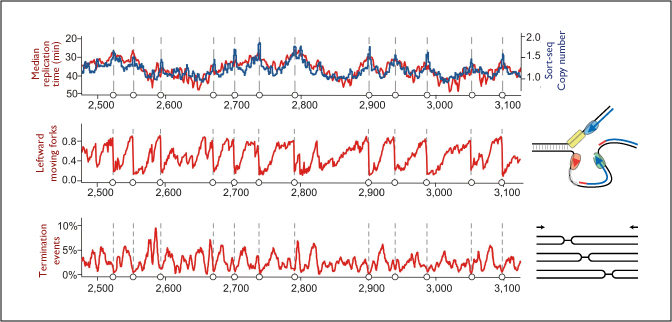 Median
replication
time (min)
20
30
40
50
2.0
1.5
1.0
Sort-seq
Copy number
2,500 2,600 2,700 2,800 2,900 3,000 3,100
Leftward
moving forks
0.8
0.4
0.0
2,500 2,600 2,700 2,800 2,900 3,000 3,100
Termination
events
10%
5%
0%
2,500 2,600 2,700 2,800 2,900 3,000 3,100